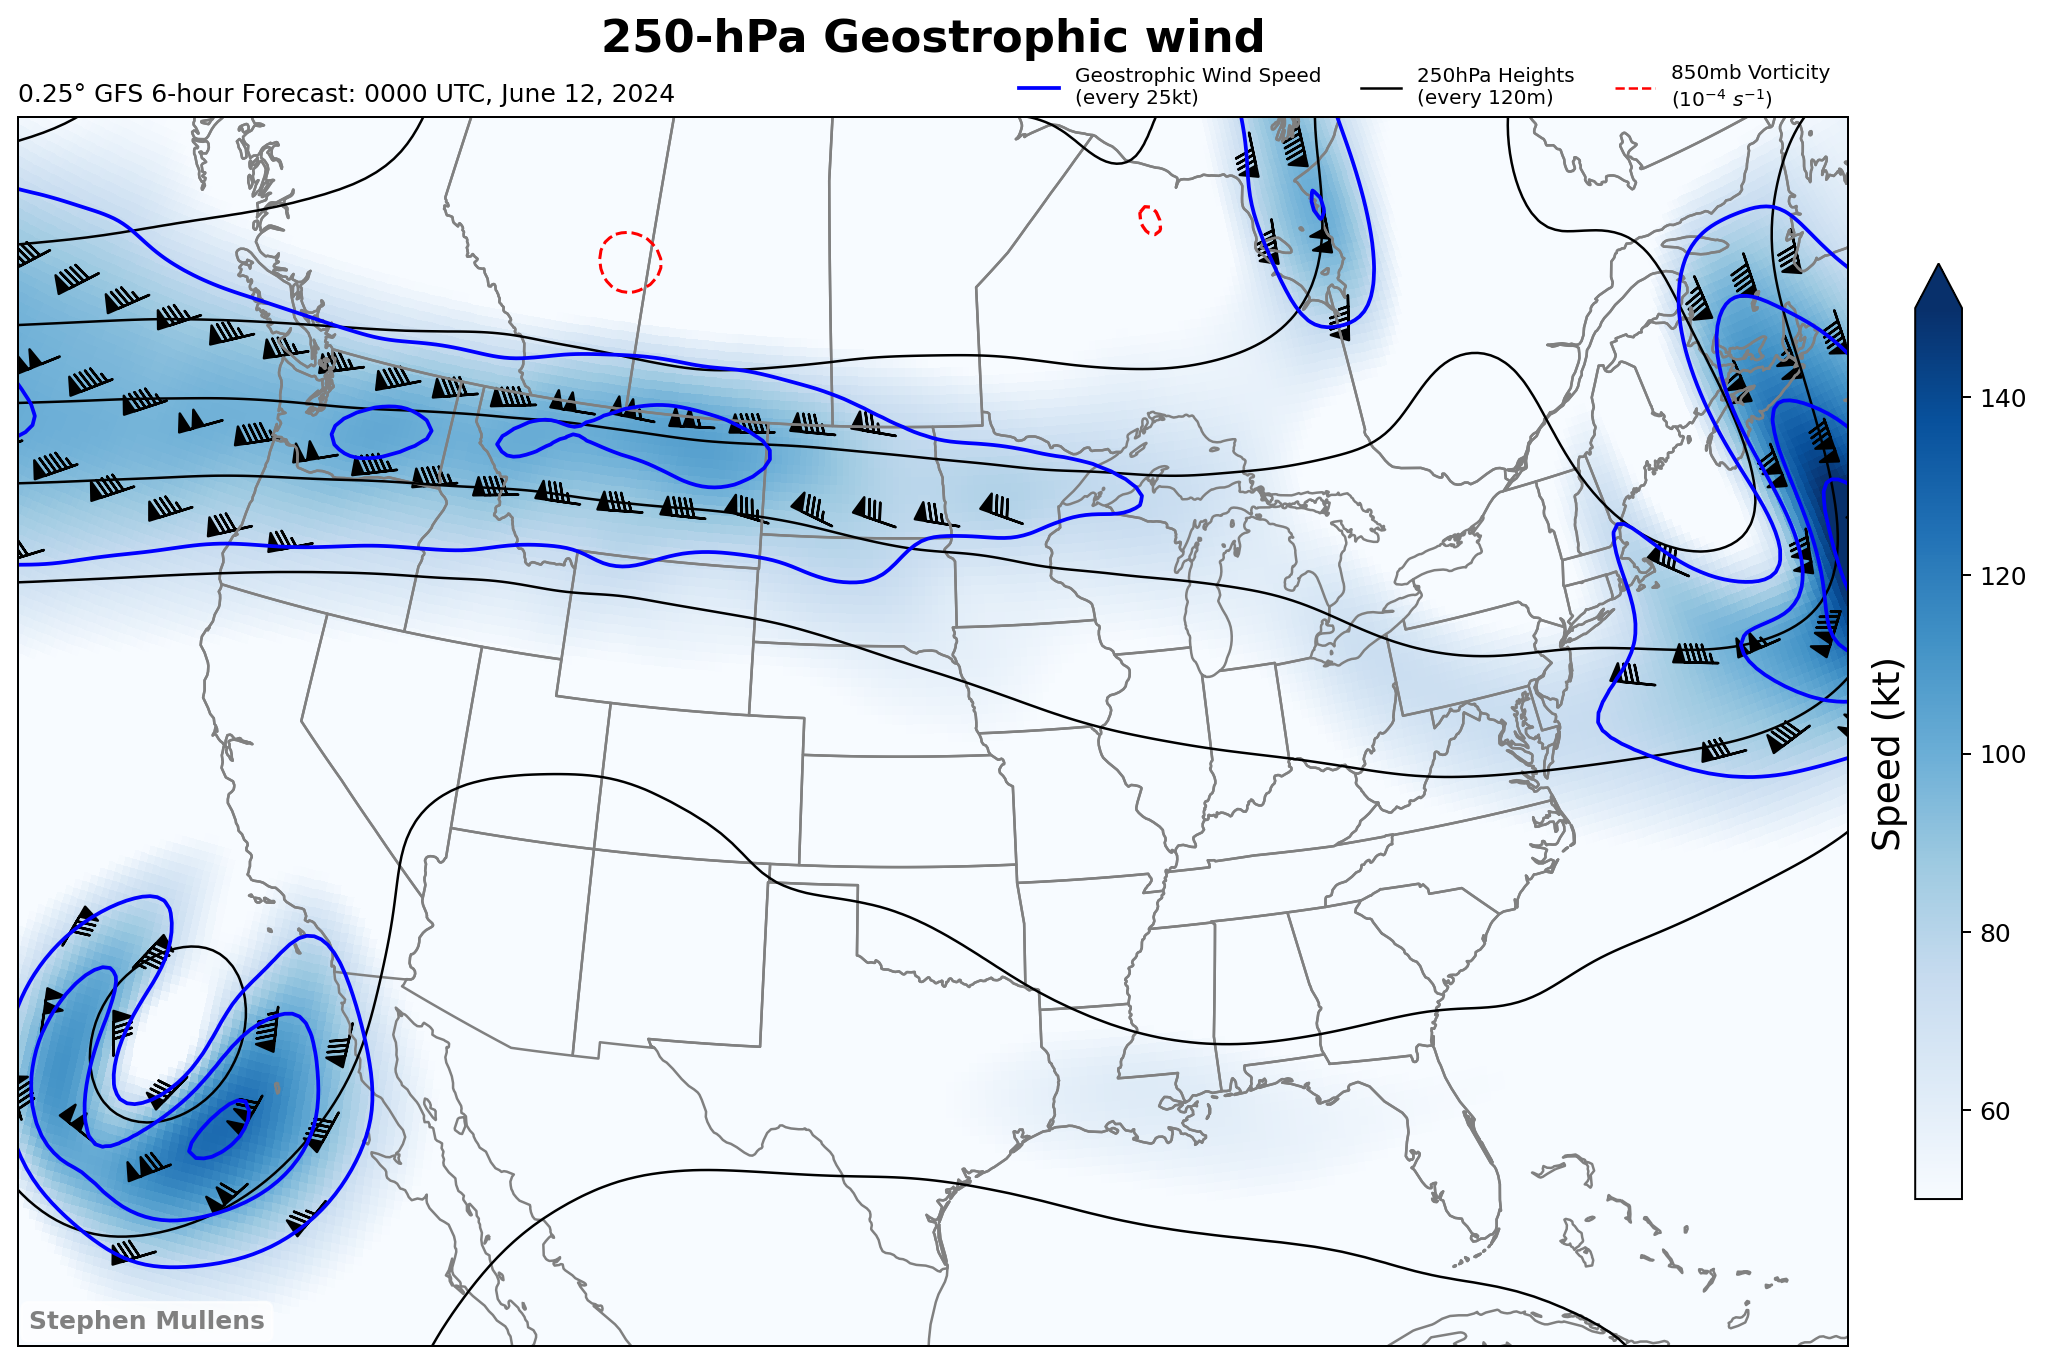 250-hPa Geostrophic wind
0.25° GFS 6-hour Forecast: 0000 UTC, June 12, 2024
Geostrophic Wind Speed
(every 25kt)
250hPa Heights
(every 120m)
850mb Vorticity
(10⁻⁴ s⁻¹)
140
120
100
80
60
Speed (kt)
Stephen Mullens